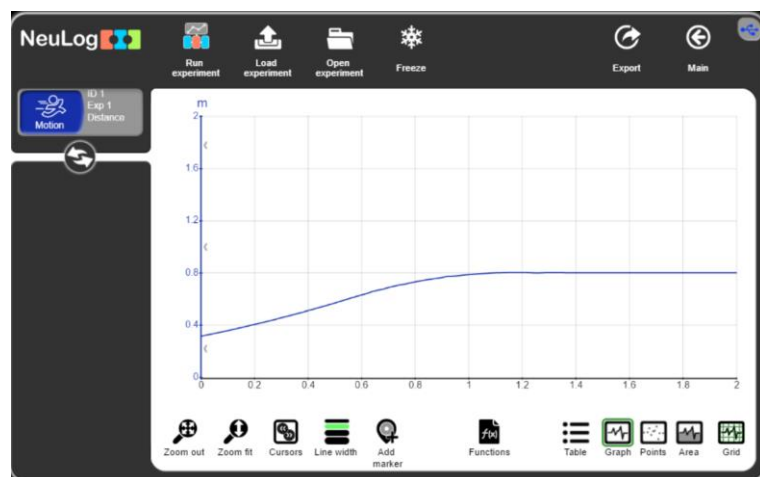 NeuLog
Run
experiment
Load
experiment
Open
experiment
Freeze
Export
Main
Motion
ID 1
Exp 1
Distance
m
2
1.6
1.2
0.8
0.4
0
0
0.2
0.4
0.6
0.8
1
1.2
1.4
1.6
1.8
2
Zoom out
Zoom fit
Cursors
Line width
Add
marker
f(x)
Functions
Table
Graph
Points
Area
Grid